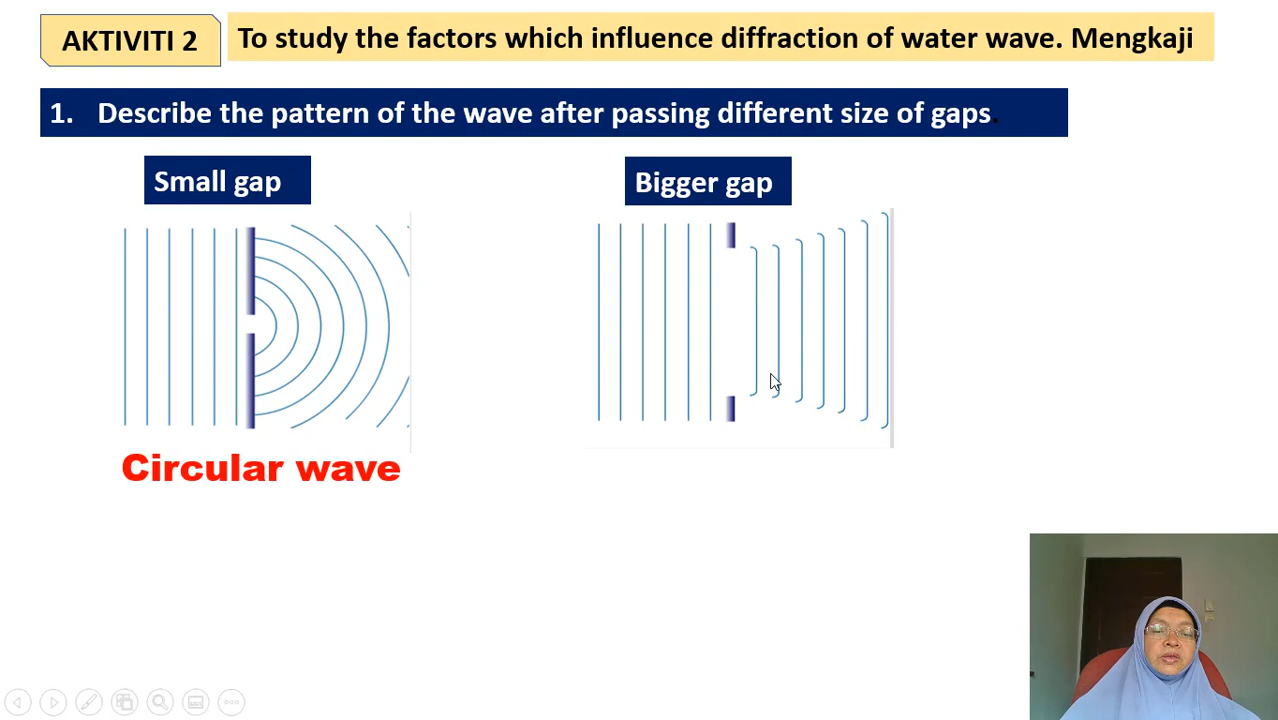 AKTIVITI 2
To study the factors which influence diffraction of water wave. Mengkaji
1. Describe the pattern of the wave after passing different size of gaps.
Small gap
Bigger gap
Circular wave